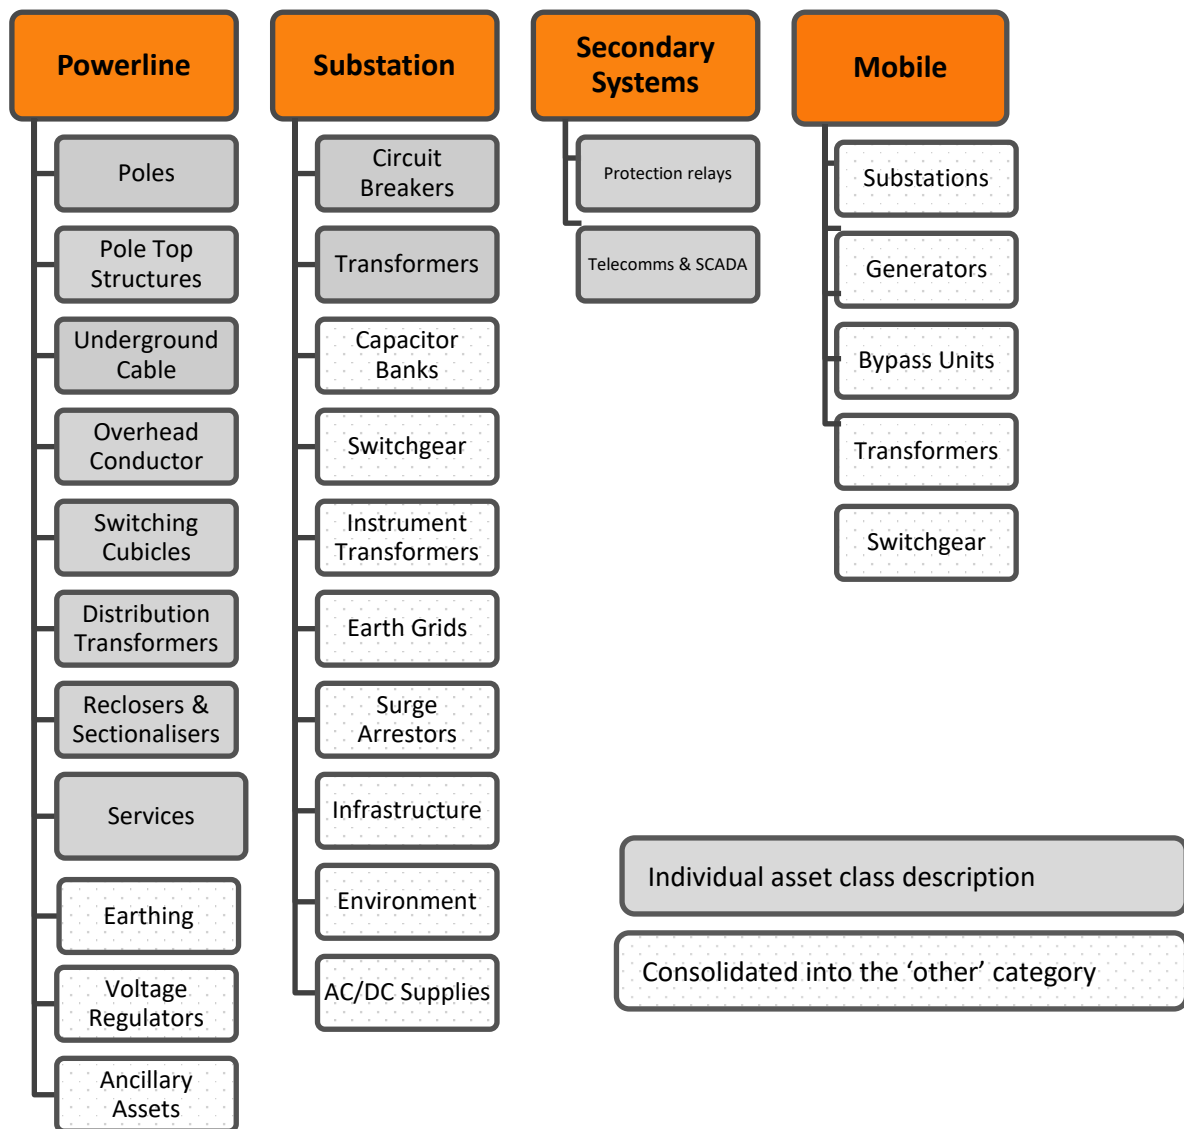 Powerline
Poles
Pole Top
Structures
Underground
Cable
Overhead
Conductor
Switching
Cubicles
Distribution
Transformers
Reclosers &
Sectionalisers
Services
Earthing
Voltage
Regulators
Ancillary
Assets
Substation
Circuit
Breakers
Transformers
Capacitor
Banks
Switchgear
Instrument
Transformers
Earth Grids
Surge
Arrestors
Infrastructure
Environment
AC/DC Supplies
Secondary
Systems
Protection relays
Telecomms & SCADA
Mobile
Substations
Generators
Bypass Units
Transformers
Switchgear
Individual asset class description
Consolidated into the ‘other’ category